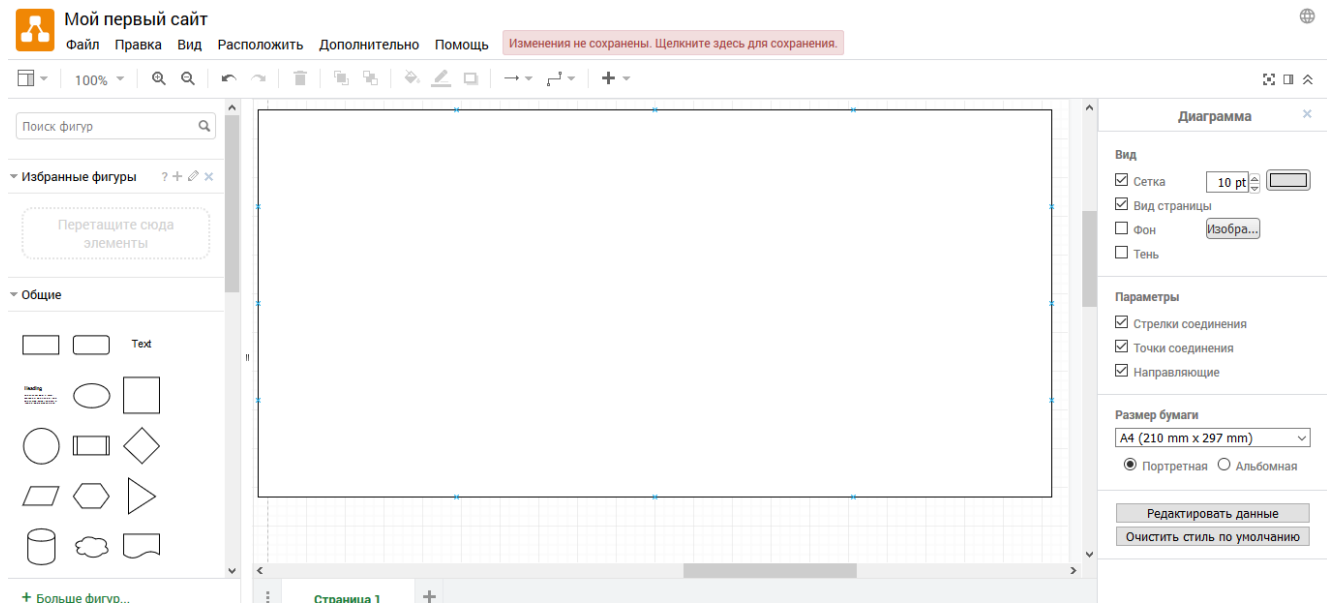 Мой первый сайт
Файл Правка Вид Расположить Дополнительно Помощь Изменения не сохранены. Щелкните здесь для сохранения.
100%
Поиск фигур
Избранные фигуры ?
Перетащите сюда
элементы
Общие
Text
Heading
Больше фигур...
Страница 1
Диаграмма
Вид
Сетка 10 pt
Вид страницы
Фон Изобра...
Тень
Параметры
Стрелки соединения
Точки соединения
Направляющие
Размер бумаги
A4 (210 mm x 297 mm)
Портретная Альбомная
Редактировать данные
Очистить стиль по умолчанию